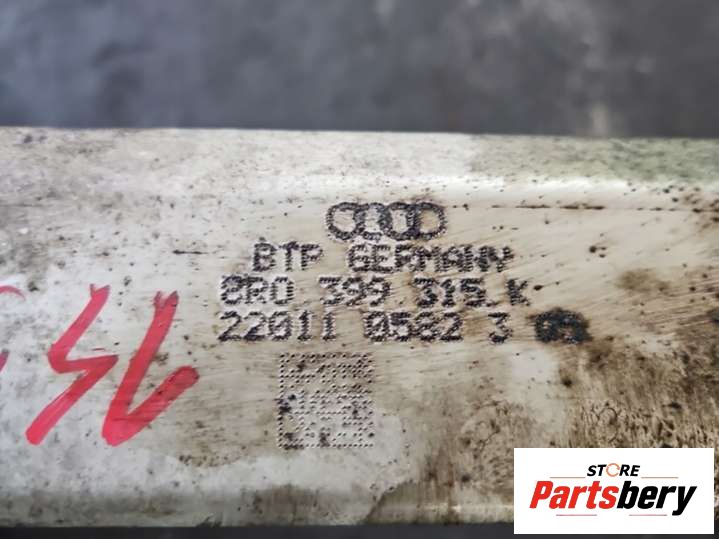 BTP GERMANY
8R0 399 315 K
22011 0582 3
STORE
Partsbery